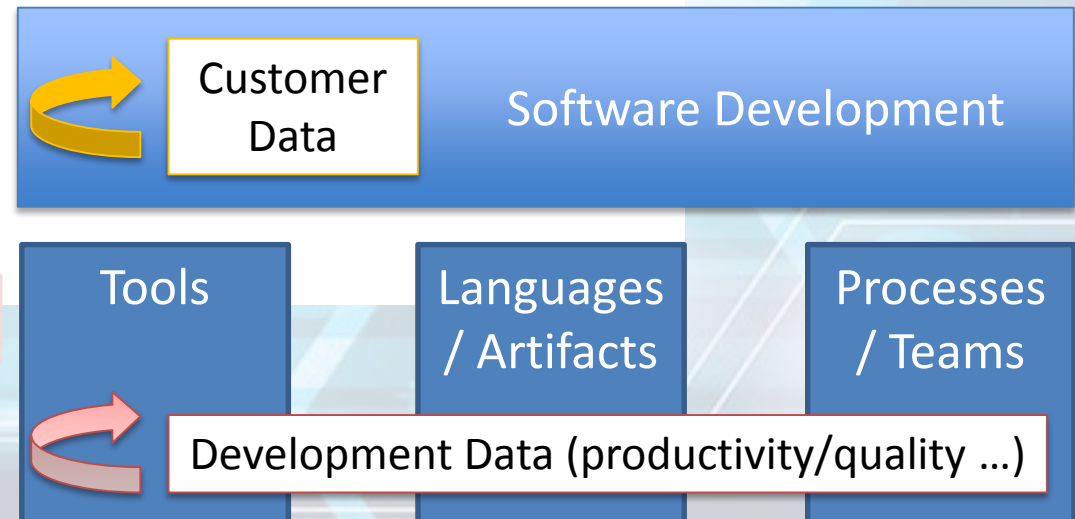 Customer
Data
Software Development
Tools
Languages
/ Artifacts
Processes
/ Teams
Development Data (productivity/quality …)